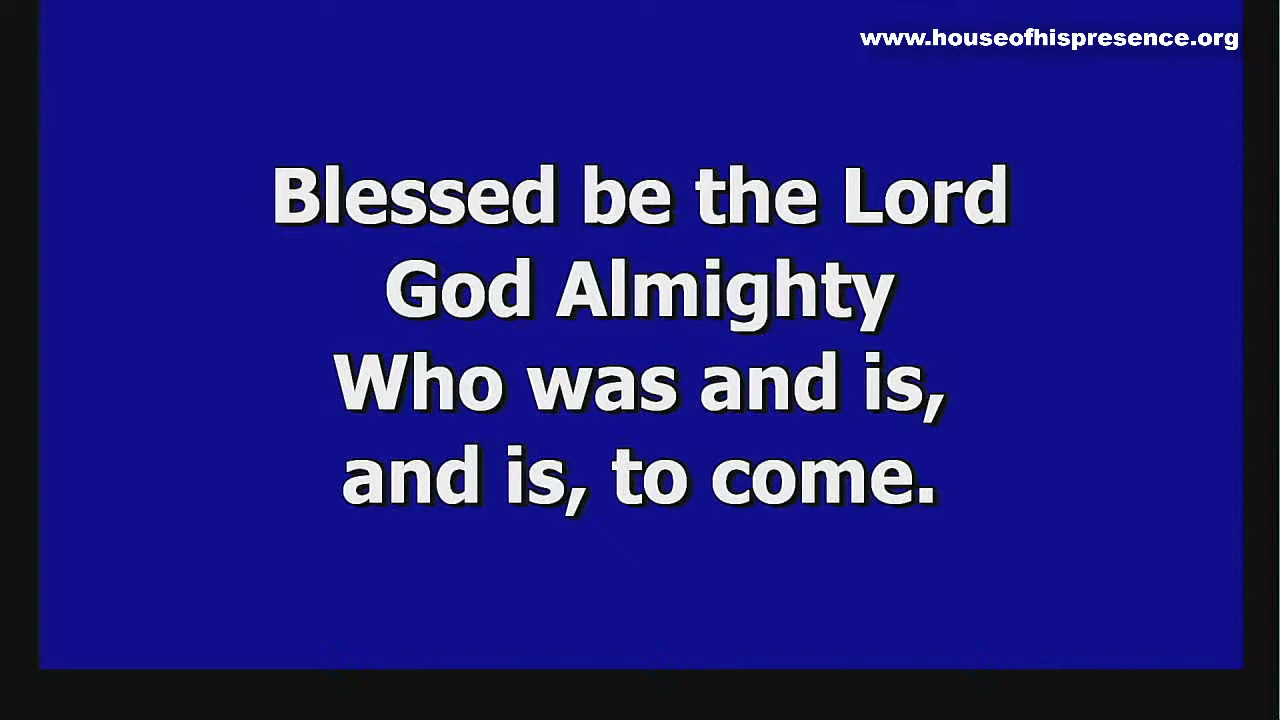 www.houseofhispresence.org
Blessed be the Lord
God Almighty
Who was and is,
and is, to come.